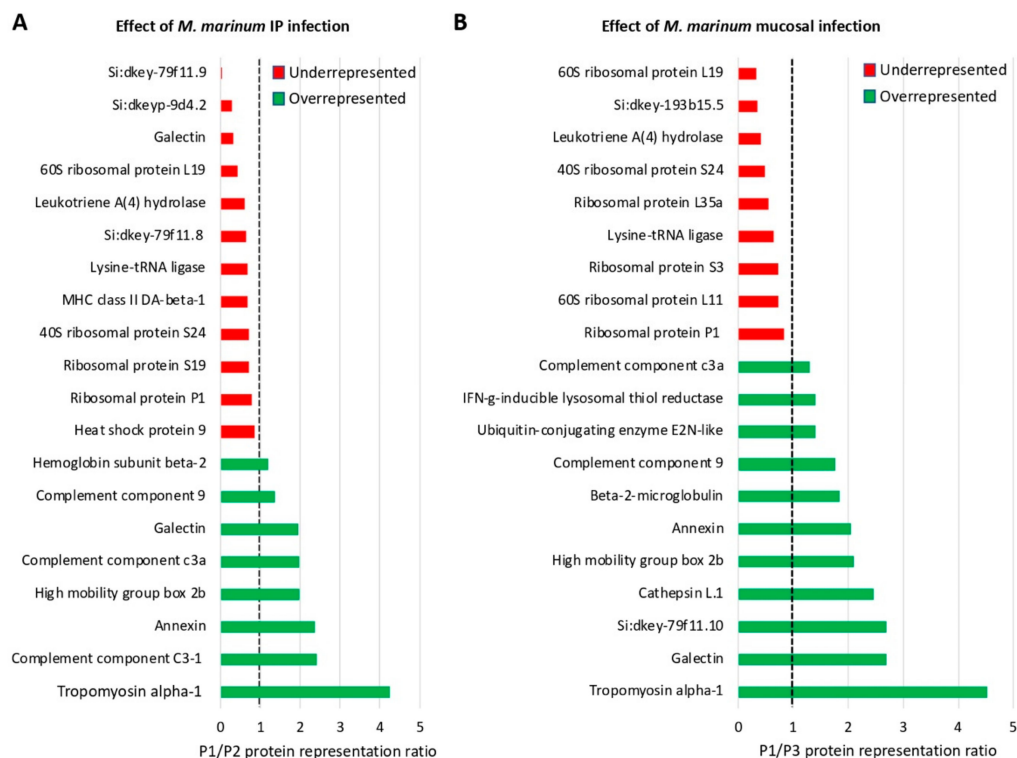 A
Effect of M. marinum IP infection
Underrepresented
Overrepresented
Si:dkey-79f11.9
Si:dkeyp-9d4.2
Galectin
60S ribosomal protein L19
Leukotriene A(4) hydrolase
Si:dkey-79f11.8
Lysine-tRNA ligase
MHC class II DA-beta-1
40S ribosomal protein S24
Ribosomal protein S19
Ribosomal protein P1
Heat shock protein 9
Hemoglobin subunit beta-2
Complement component 9
Galectin
Complement component c3a
High mobility group box 2b
Annexin
Complement component C3-1
Tropomyosin alpha-1
0 1 2 3 4 5
P1/P2 protein representation ratio
B
Effect of M. marinum mucosal infection
Underrepresented
Overrepresented
60S ribosomal protein L19
Si:dkey-193b15.5
Leukotriene A(4) hydrolase
40S ribosomal protein S24
Ribosomal protein L35a
Lysine-tRNA ligase
Ribosomal protein S3
60S ribosomal protein L11
Ribosomal protein P1
Complement component c3a
IFN-g-inducible lysosomal thiol reductase
Ubiquitin-conjugating enzyme E2N-like
Complement component 9
Beta-2-microglobulin
Annexin
High mobility group box 2b
Cathepsin L.1
Si:dkey-79f11.10
Galectin
Tropomyosin alpha-1
0 1 2 3 4 5
P1/P3 protein representation ratio